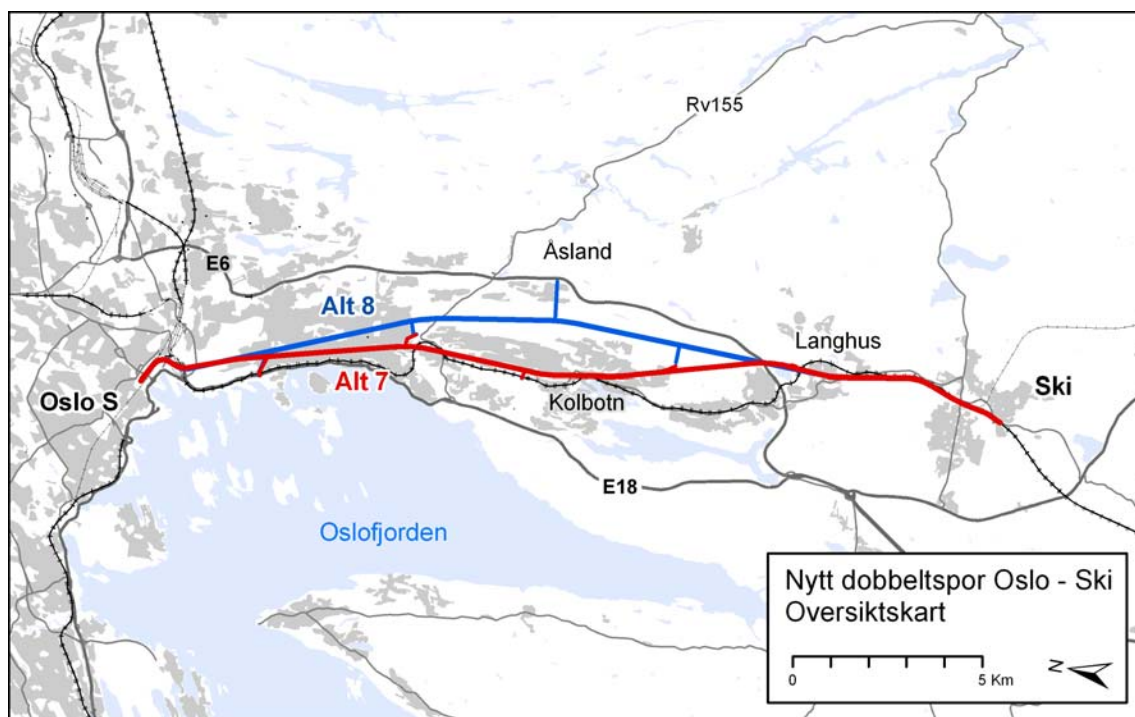 Rv155
Åsland
E6
Alt 8
Langhus
Alt 7
Oslo S
Kolbotn
Ski
E18
Oslofjorden
Nytt dobbeltspor Oslo - Ski
Oversiktskart
0 5 Km
N